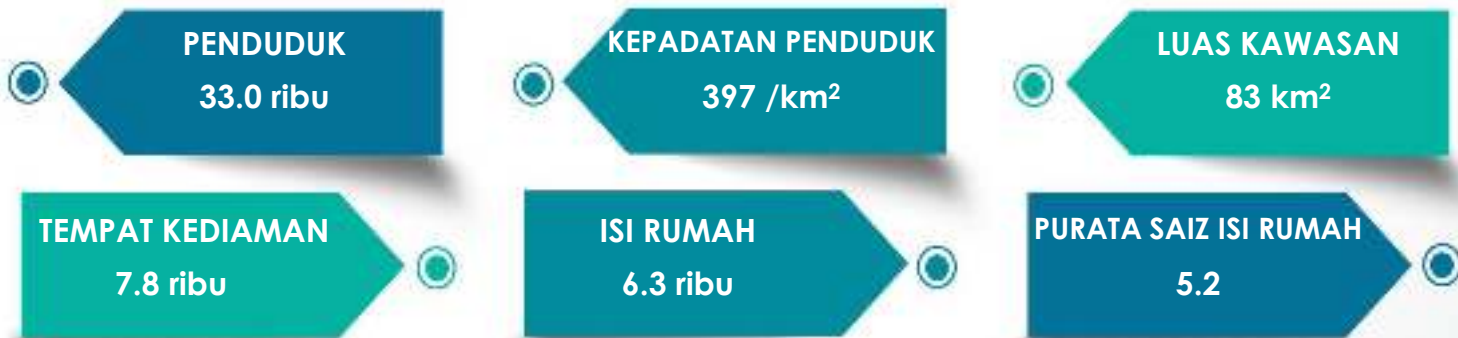 PENDUDUK
33.0 ribu
KEPADATAN PENDUDUK
397 /km²
LUAS KAWASAN
83 km²
TEMPAT KEDIAMAN
7.8 ribu
ISI RUMAH
6.3 ribu
PURATA SAIZ ISI RUMAH
5.2